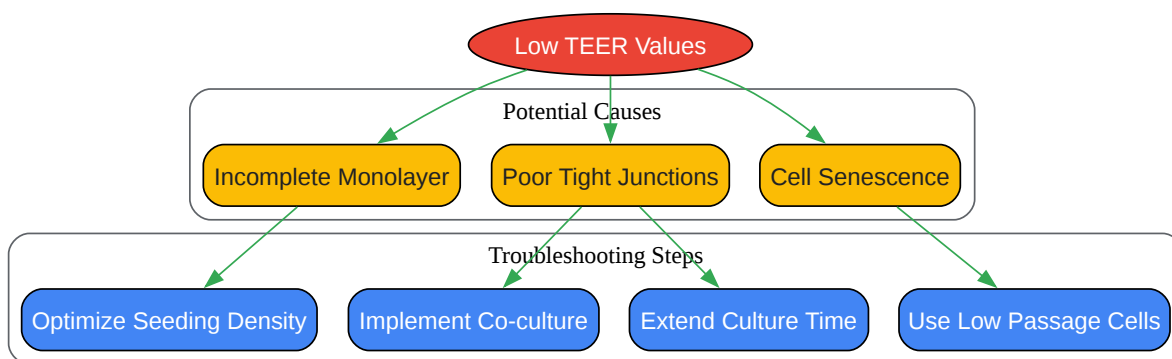 Low TEER Values
Potential Causes
Incomplete Monolayer
Poor Tight Junctions
Cell Senescence
Troubleshooting Steps
Optimize Seeding Density
Implement Co-culture
Extend Culture Time
Use Low Passage Cells